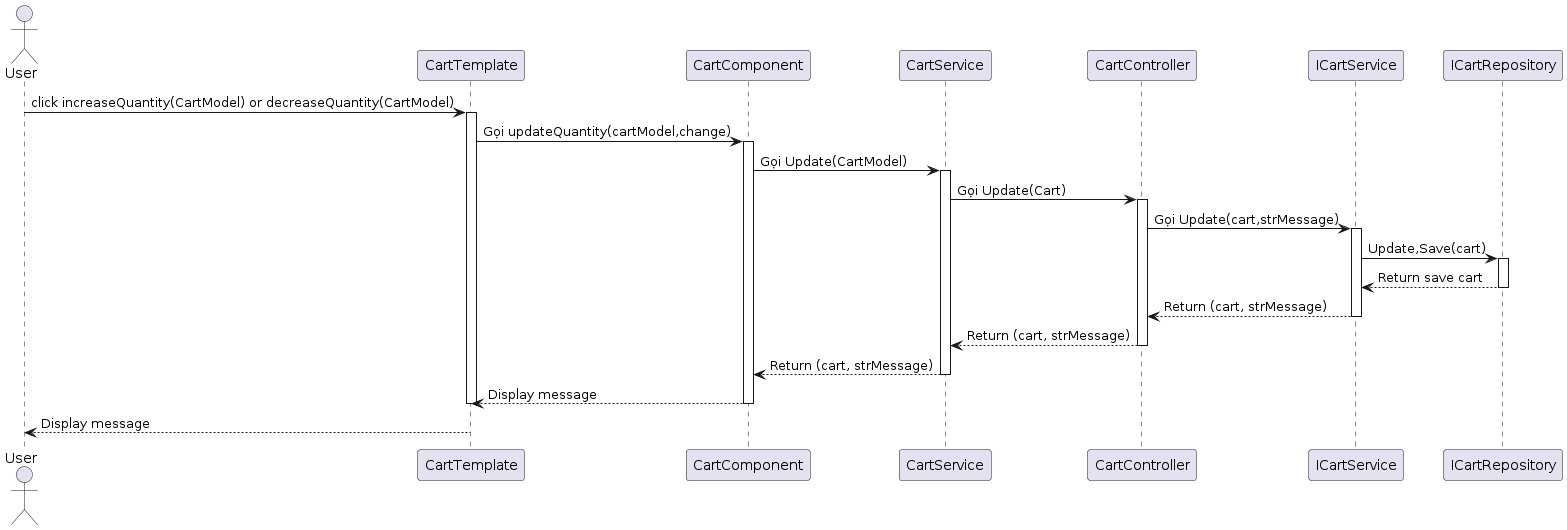 User
CartTemplate
CartComponent
CartService
CartController
ICartService
ICartRepository
click increaseQuantity(CartModel) or decreaseQuantity(CartModel)
Gọi updateQuantity(cartModel,change)
Gọi Update(CartModel)
Gọi Update(Cart)
Gọi Update(cart,strMessage)
Update,Save(cart)
Return save cart
Return (cart, strMessage)
Return (cart, strMessage)
Return (cart, strMessage)
Display message
Display message
User
CartTemplate
CartComponent
CartService
CartController
ICartService
ICartRepository